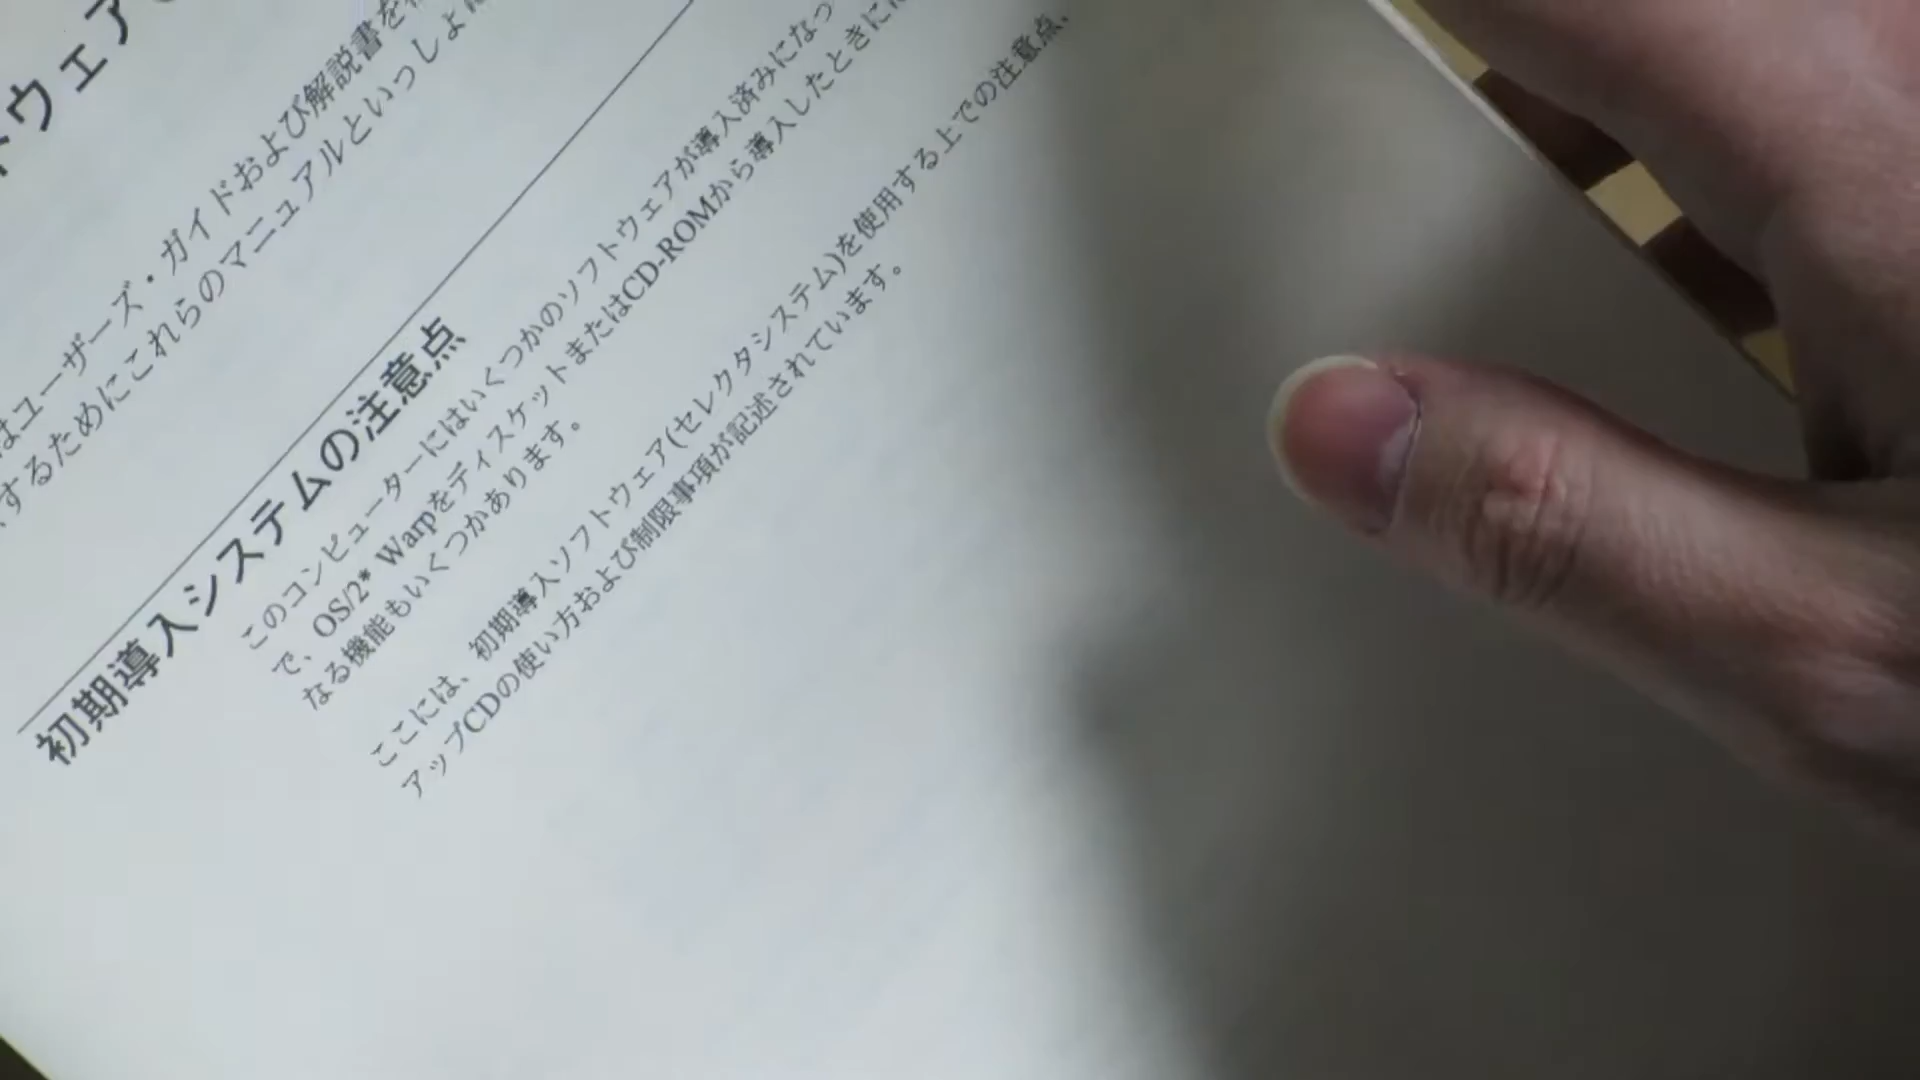 トウェア
はユーザーズ・ガイドおよび解説書を
するためにこれらのマニュアルといっしょに
初期導入システムの注意点
このコンピューターにはいくつかのソフトウェアが導入済みになっ
で、OS/2* Warpをディスケットまたは CD-ROMから導入したときに
なる機能もいくつかあります。
ここには、初期導入ソフトウェア(セレクタシステム)を使用する上での注意点、
アップCDの使い方および制限事項が記述されています。